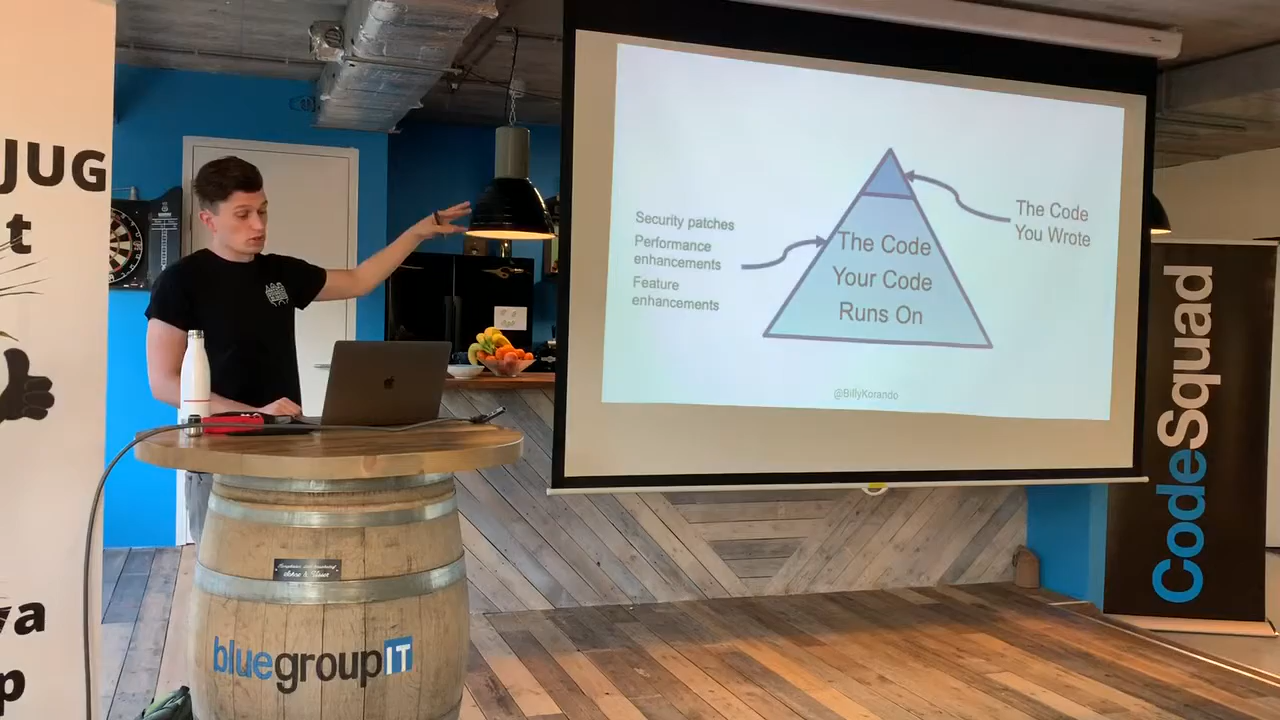 JUG
t
va
p
Security patches
Performance
enhancements
Feature
enhancements
The Code
Your Code
Runs On
The Code
You Wrote
@BillyKorando
CodeSquad
bluegroupIT